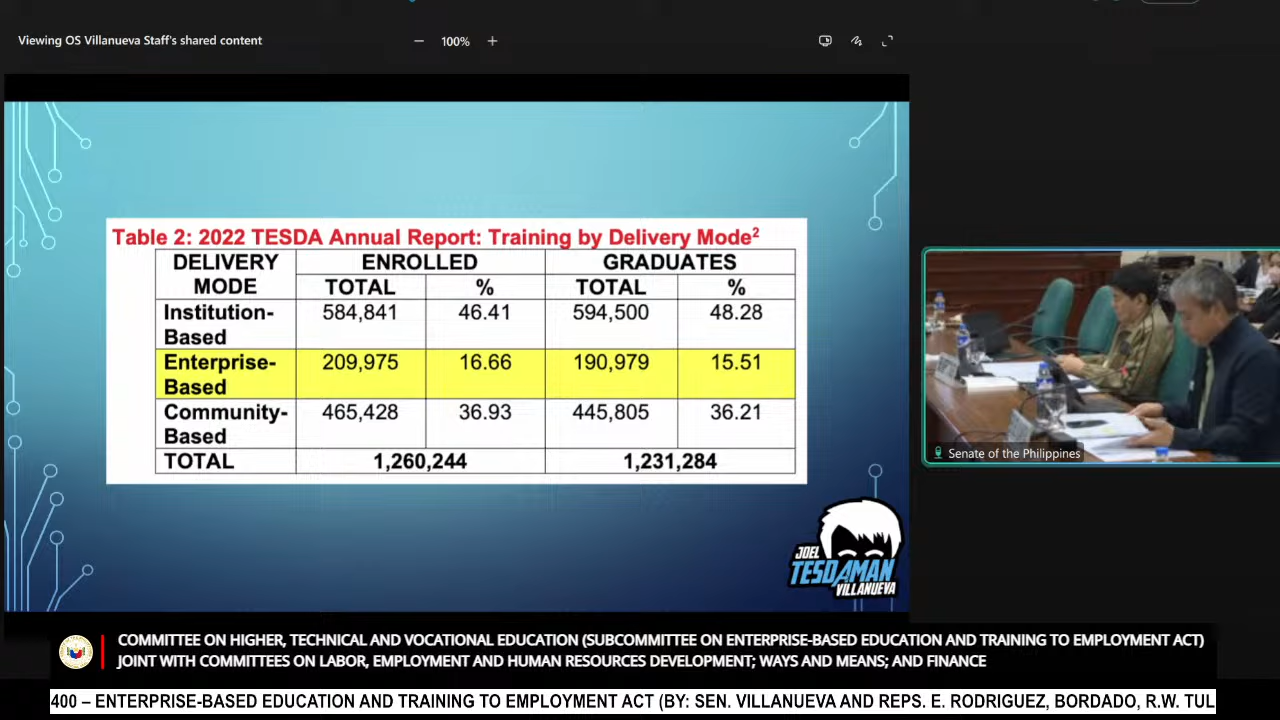 Viewing OS Villanueva Staff's shared content
100%
Table 2: 2022 TESDA Annual Report: Training by Delivery Mode2
DELIVERY MODE ENROLLED GRADUATES
TOTAL % TOTAL %
Institution-Based 584,841 46.41 594,500 48.28
Enterprise-Based 209,975 16.66 190,979 15.51
Community-Based 465,428 36.93 445,805 36.21
TOTAL 1,260,244 1,231,284
Senate of the Philippines
JOEL
TESDAMAN
VILLANUEVA
COMMITTEE ON HIGHER, TECHNICAL AND VOCATIONAL EDUCATION (SUBCOMMITTEE ON ENTERPRISE-BASED EDUCATION AND TRAINING TO EMPLOYMENT ACT)
JOINT WITH COMMITTEES ON LABOR, EMPLOYMENT AND HUMAN RESOURCES DEVELOPMENT; WAYS AND MEANS; AND FINANCE
400 – ENTERPRISE-BASED EDUCATION AND TRAINING TO EMPLOYMENT ACT (BY: SEN. VILLANUEVA AND REPS. E. RODRIGUEZ, BORDADO, R.W. TUL